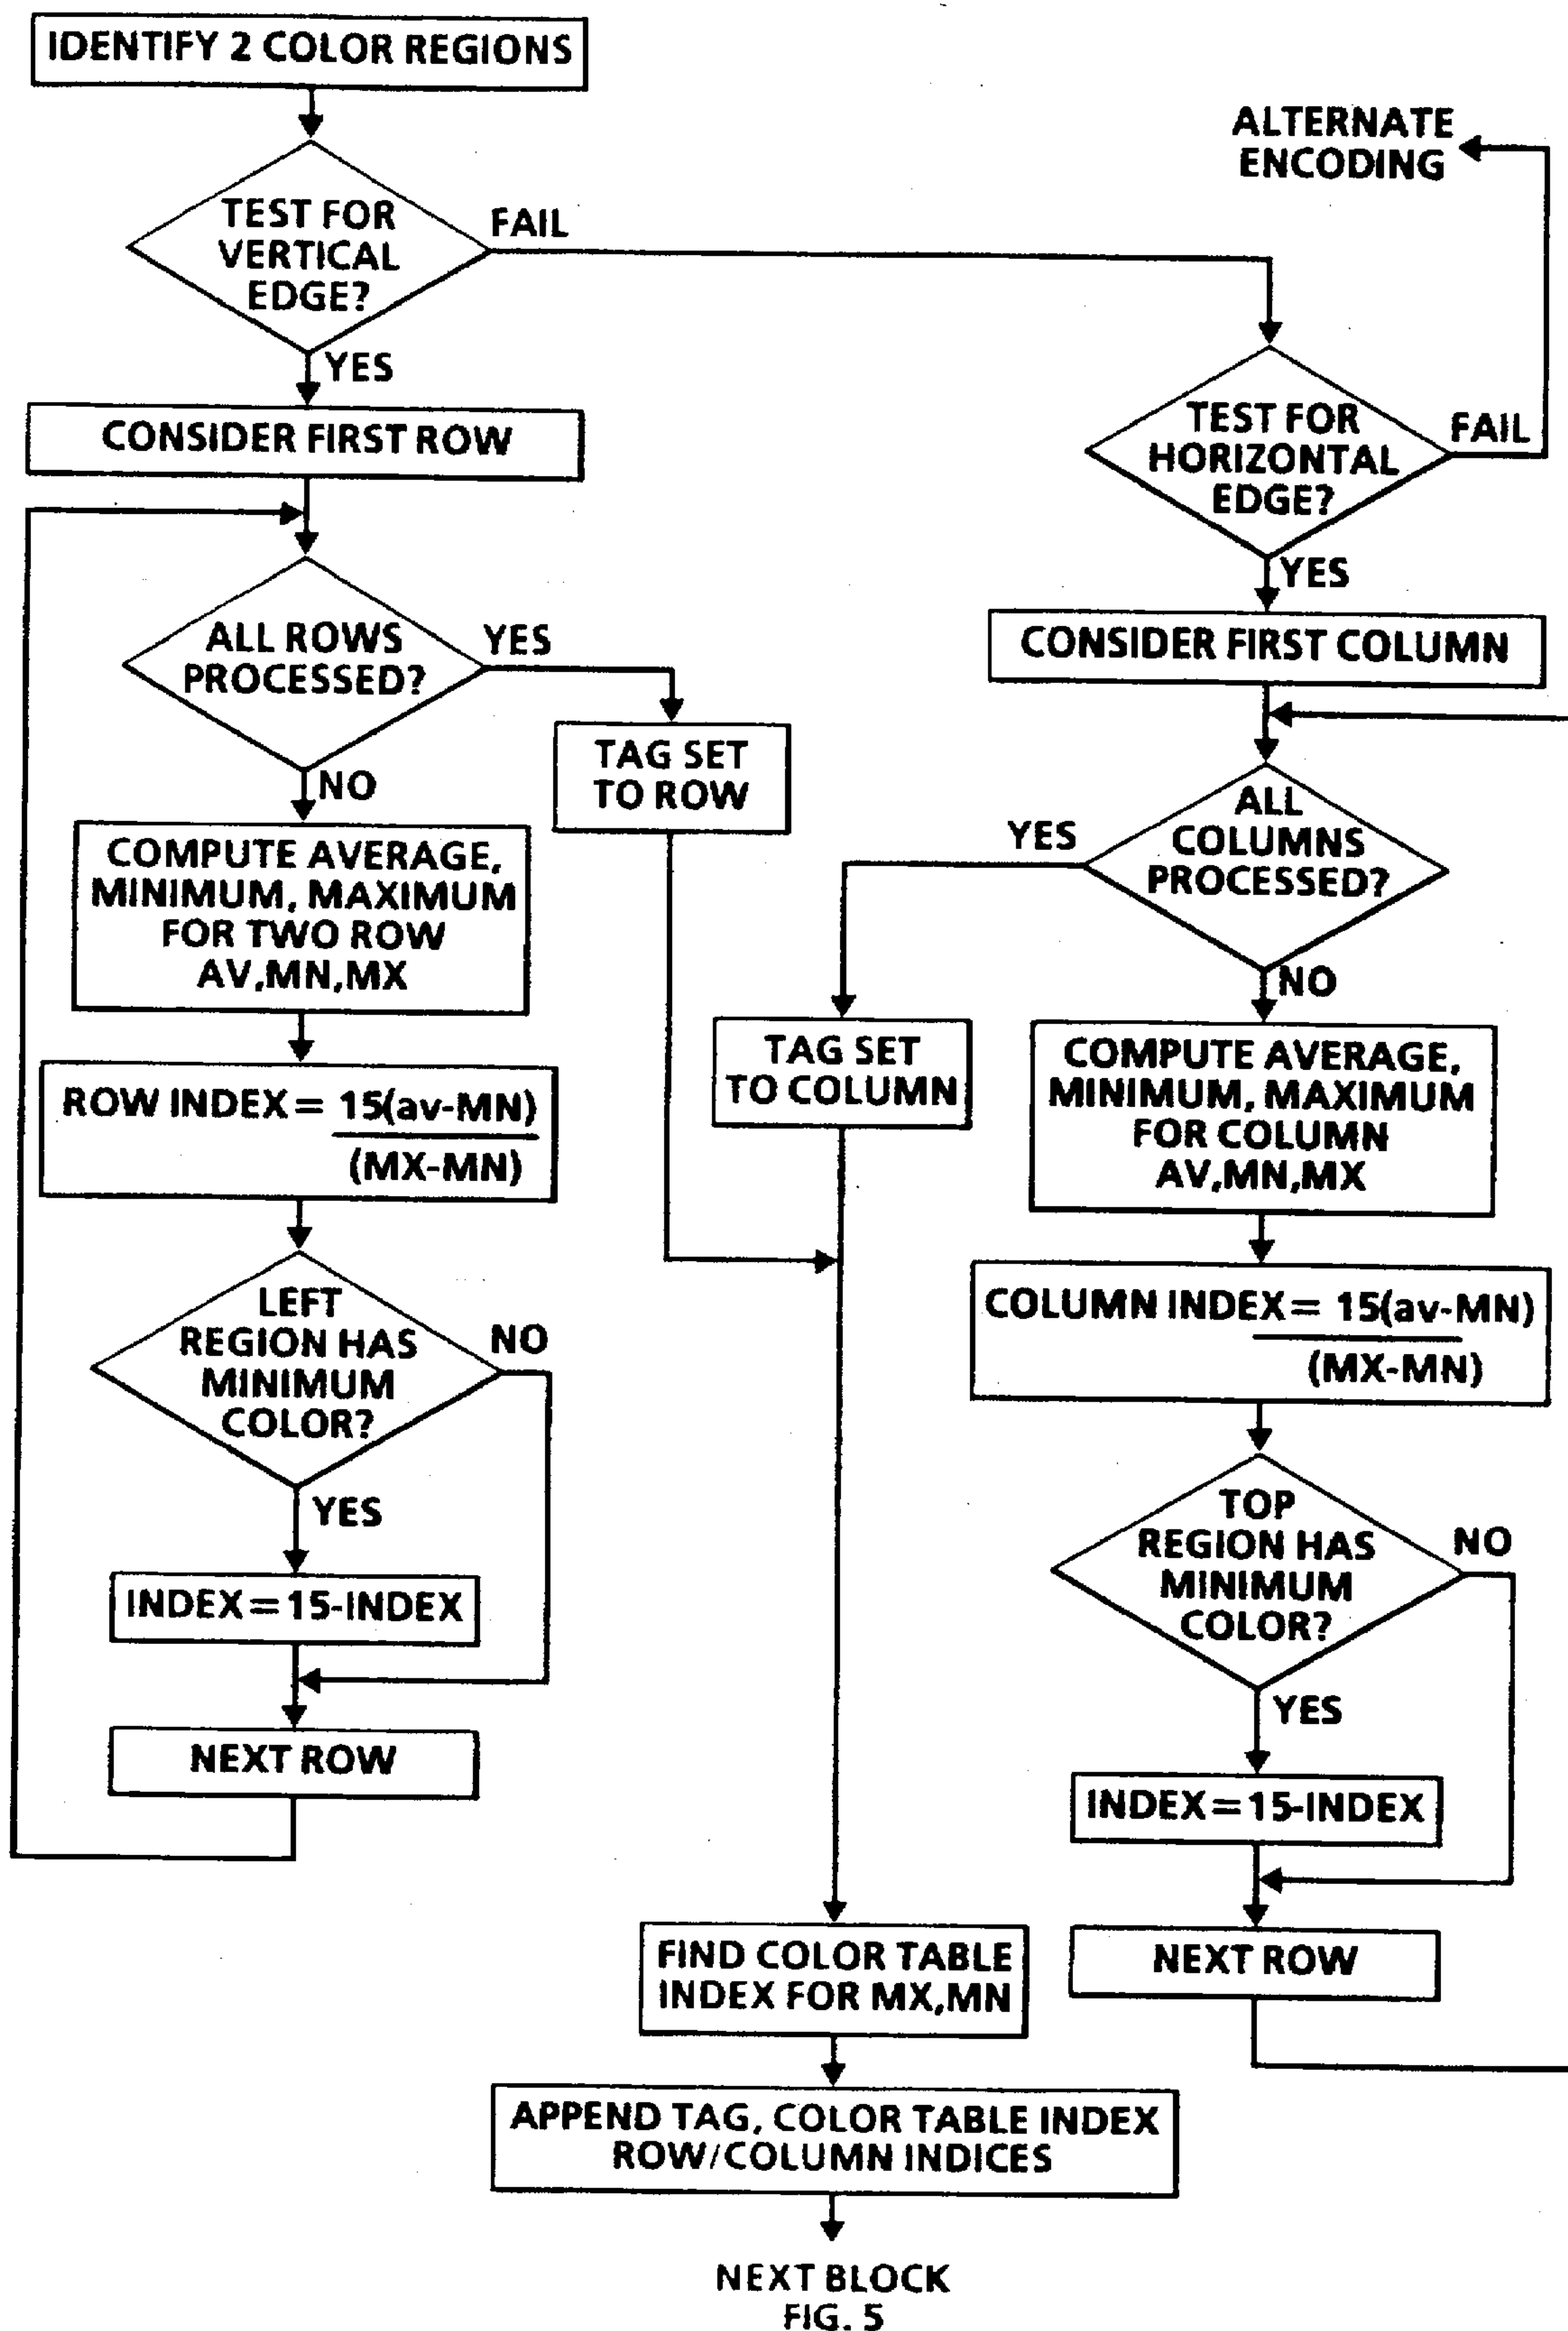 IDENTIFY 2 COLOR REGIONS
ALTERNATE
ENCODING
TEST FOR
VERTICAL
EDGE?
FAIL
YES
CONSIDER FIRST ROW
TEST FOR
HORIZONTAL
EDGE?
FAIL
YES
CONSIDER FIRST COLUMN
ALL ROWS
PROCESSED?
YES
NO
TAG SET
TO ROW
ALL
COLUMNS
PROCESSED?
YES
NO
COMPUTE AVERAGE,
MINIMUM, MAXIMUM
FOR TWO ROW
AV,MN,MX
TAG SET
TO COLUMN
COMPUTE AVERAGE,
MINIMUM, MAXIMUM
FOR COLUMN
AV,MN,MX
ROW INDEX = 15(av-MN)
(MX-MN)
COLUMN INDEX = 15(av-MN)
(MX-MN)
LEFT
REGION HAS
MINIMUM
COLOR?
NO
YES
INDEX = 15-INDEX
NEXT ROW
TOP
REGION HAS
MINIMUM
COLOR?
NO
YES
INDEX = 15-INDEX
NEXT ROW
FIND COLOR TABLE
INDEX FOR MX,MN
APPEND TAG, COLOR TABLE INDEX
ROW/COLUMN INDICES
NEXT BLOCK
FIG. 5